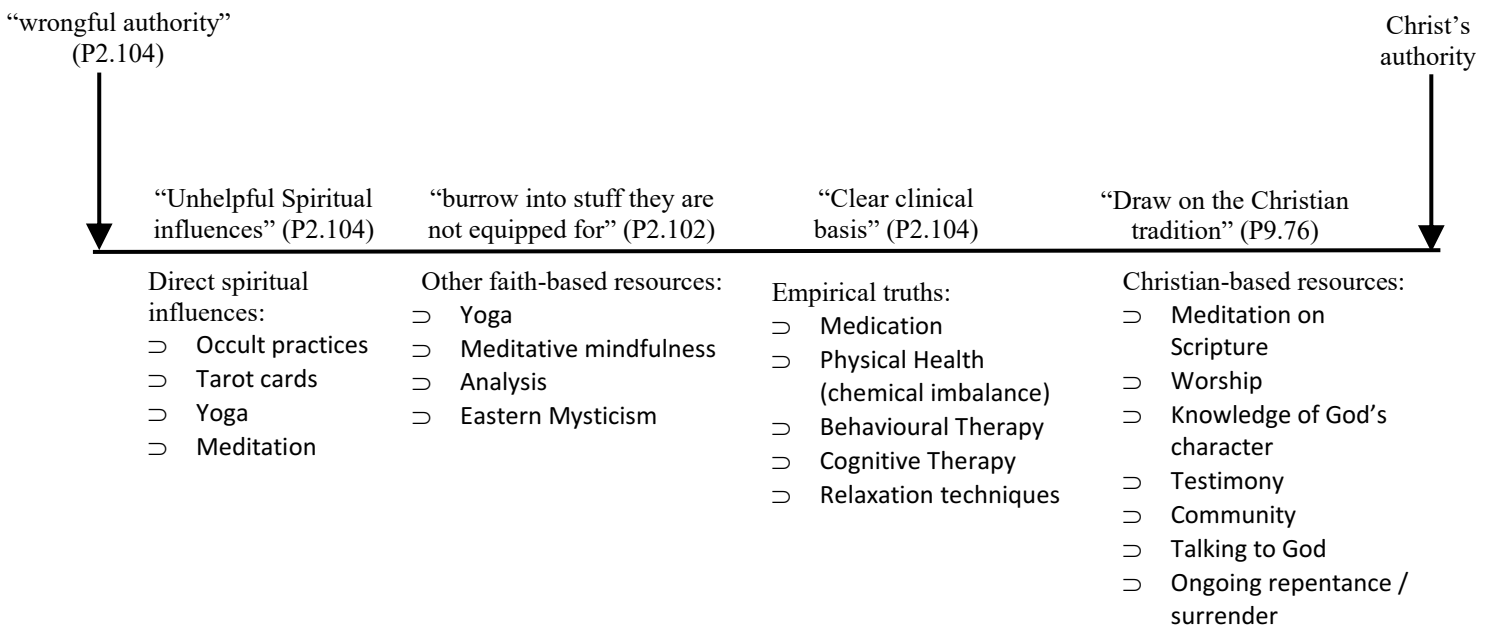 “wrongful authority”
(P2.104)
Christ’s
authority
“Unhelpful Spiritual
influences” (P2.104)
“burrow into stuff they are
not equipped for” (P2.102)
“Clear clinical
basis” (P2.104)
“Draw on the Christian
tradition” (P9.76)
Direct spiritual
influences:
⊃ Occult practices
⊃ Tarot cards
⊃ Yoga
⊃ Meditation
Other faith-based resources:
⊃ Yoga
⊃ Meditative mindfulness
⊃ Analysis
⊃ Eastern Mysticism
Empirical truths:
⊃ Medication
⊃ Physical Health
(chemical imbalance)
⊃ Behavioural Therapy
⊃ Cognitive Therapy
⊃ Relaxation techniques
Christian-based resources:
⊃ Meditation on
Scripture
⊃ Worship
⊃ Knowledge of God’s
character
⊃ Testimony
⊃ Community
⊃ Talking to God
⊃ Ongoing repentance /
surrender